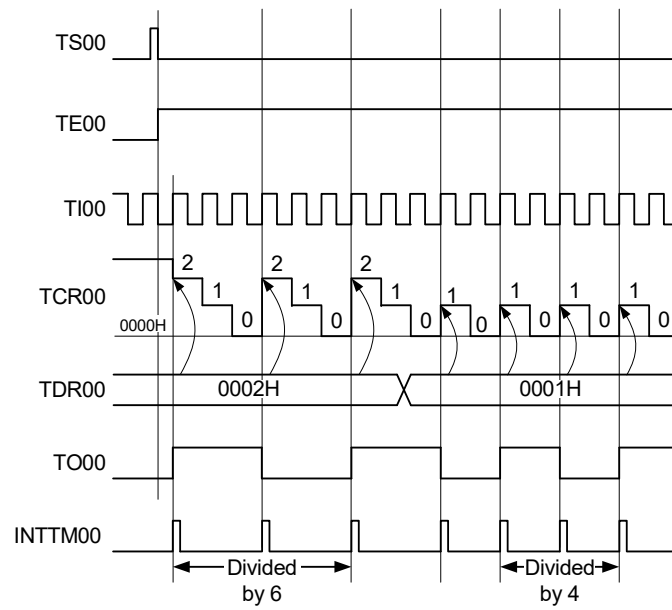 TS00
TE00
TI00
TCR00
2
1
0
2
1
0
2
1
0
1
0
1
0
1
0
1
0
0000H
TDR00
0002H
0001H
TO00
INTTM00
Divided
by 6
Divided
by 4